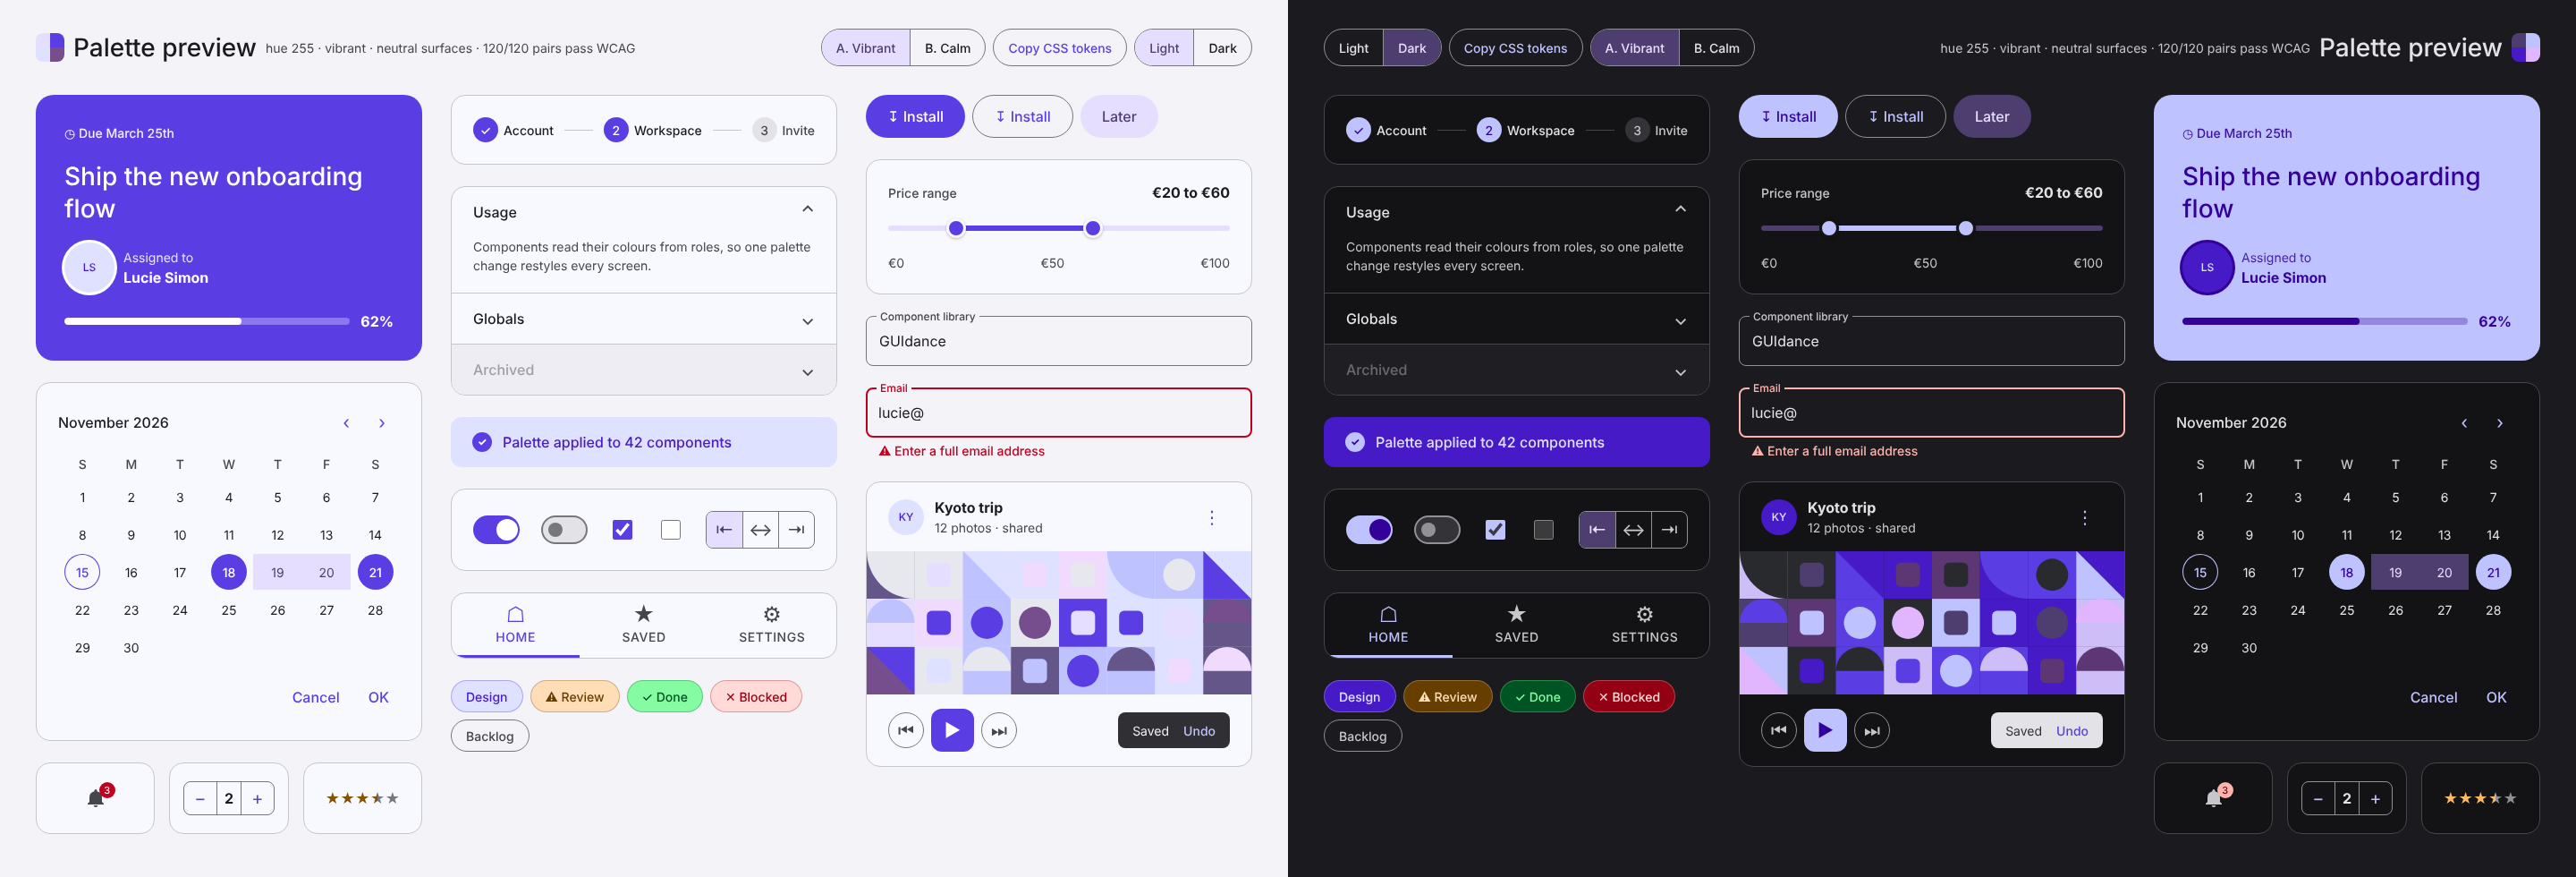 Palette preview
hue 255 · vibrant · neutral surfaces · 120/120 pairs pass WCAG
A. Vibrant
B. Calm
Copy CSS tokens
Light
Dark
Due March 25th
Ship the new onboarding
flow
LS
Assigned to
Lucie Simon
62%
November 2026
S M T W T F S
1 2 3 4 5 6 7
8 9 10 11 12 13 14
15 16 17 18 19 20 21
22 23 24 25 26 27 28
29 30
Cancel
OK
3
− 2 +
Account
2 Workspace
3 Invite
Usage
Components read their colours from roles, so one palette
change restyles every screen.
Globals
Archived
Palette applied to 42 components
HOME
SAVED
SETTINGS
Design
Review
Done
Blocked
Backlog
Install
Install
Later
Price range
€20 to €60
€0
€50
€100
Component library
GUIdance
Email
lucie@
Enter a full email address
KY
Kyoto trip
12 photos · shared
Saved
Undo
Light
Dark
Copy CSS tokens
A. Vibrant
B. Calm
hue 255 · vibrant · neutral surfaces · 120/120 pairs pass WCAG
Palette preview
Account
2 Workspace
3 Invite
Usage
Components read their colours from roles, so one palette
change restyles every screen.
Globals
Archived
Palette applied to 42 components
HOME
SAVED
SETTINGS
Design
Review
Done
Blocked
Backlog
Install
Install
Later
Price range
€20 to €60
€0
€50
€100
Component library
GUIdance
Email
lucie@
Enter a full email address
KY
Kyoto trip
12 photos · shared
Saved
Undo
Due March 25th
Ship the new onboarding
flow
LS
Assigned to
Lucie Simon
62%
November 2026
S M T W T F S
1 2 3 4 5 6 7
8 9 10 11 12 13 14
15 16 17 18 19 20 21
22 23 24 25 26 27 28
29 30
Cancel
OK
3
− 2 +